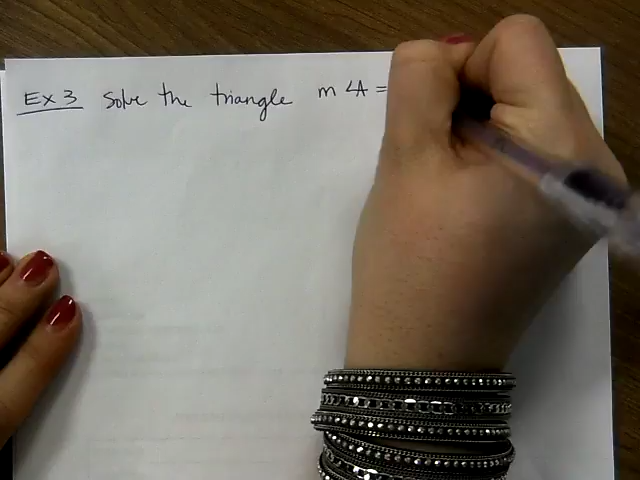 Ex 3 Solve the triangle m∠A =